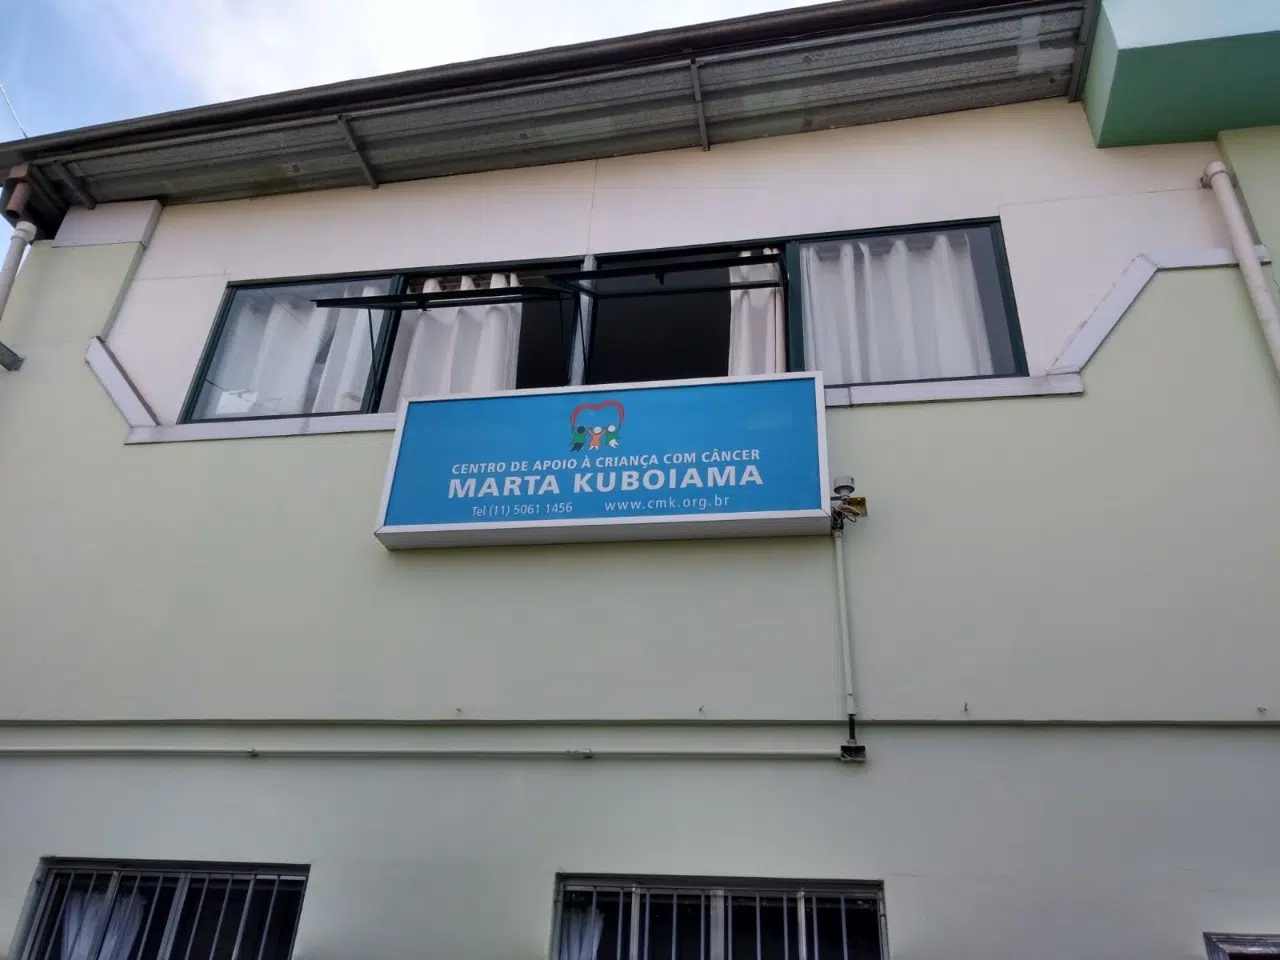 CENTRO DE APOIO À CRIANÇA COM CÂNCER
MARTA KUBOIAMA
Tel (11) 5061 1456 www.cmk.org.br